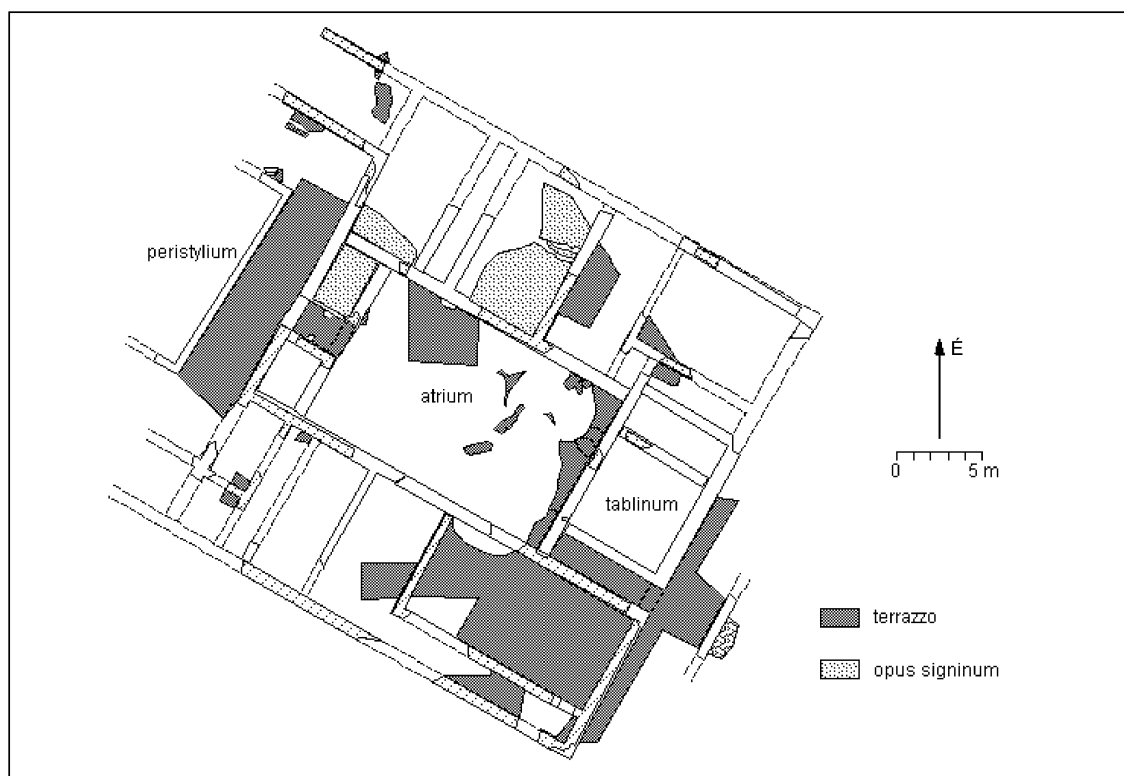 peristylium
atrium
É
0 5 m
tablinum
terrazzo
opus signinum